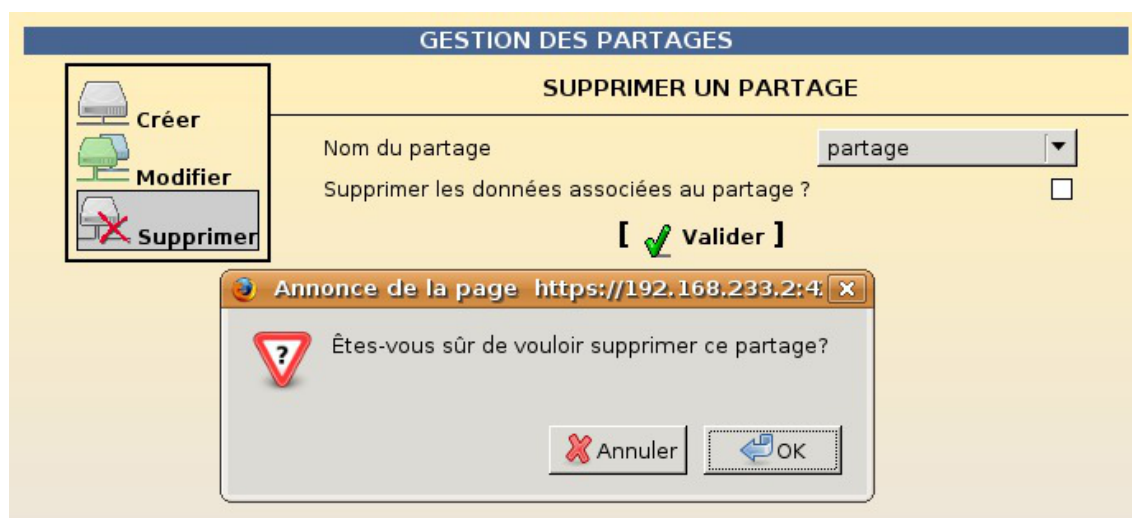 GESTION DES PARTAGES
SUPPRIMER UN PARTAGE
Créer
Modifier
Supprimer
Nom du partage
partage
Supprimer les données associées au partage ?
[ Valider ]
Annonce de la page https://192.168.233.2:4
?
Êtes-vous sûr de vouloir supprimer ce partage?
Annuler
OK